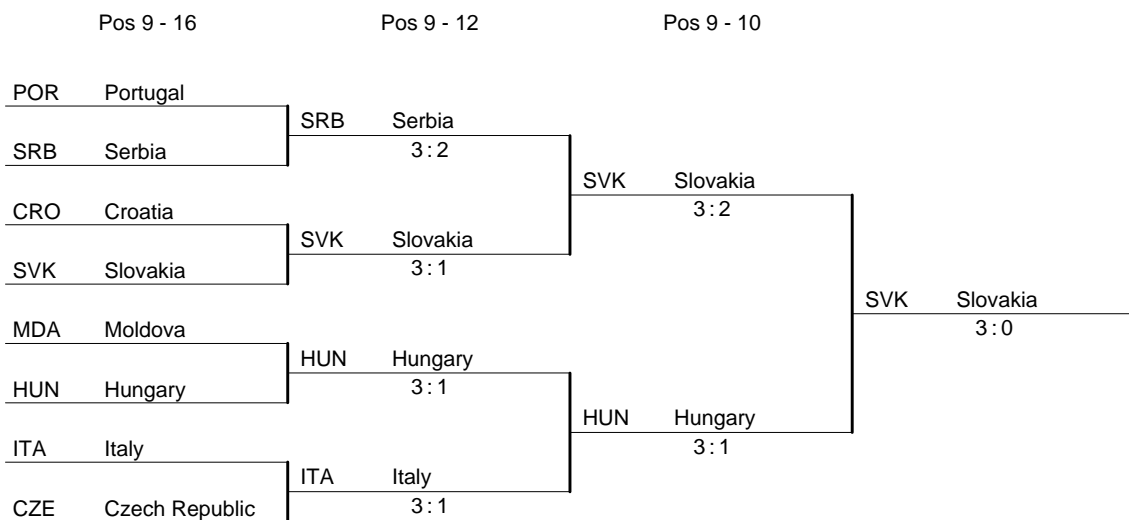 Pos 9 - 16 Pos 9 - 12 Pos 9 - 10
POR Portugal
SRB Serbia
3 : 2
SRB Serbia
SVK Slovakia
3 : 2
CRO Croatia
SVK Slovakia
3 : 1
SVK Slovakia
SVK Slovakia
3 : 0
MDA Moldova
HUN Hungary
3 : 1
HUN Hungary
HUN Hungary
3 : 1
ITA Italy
ITA Italy
3 : 1
CZE Czech Republic